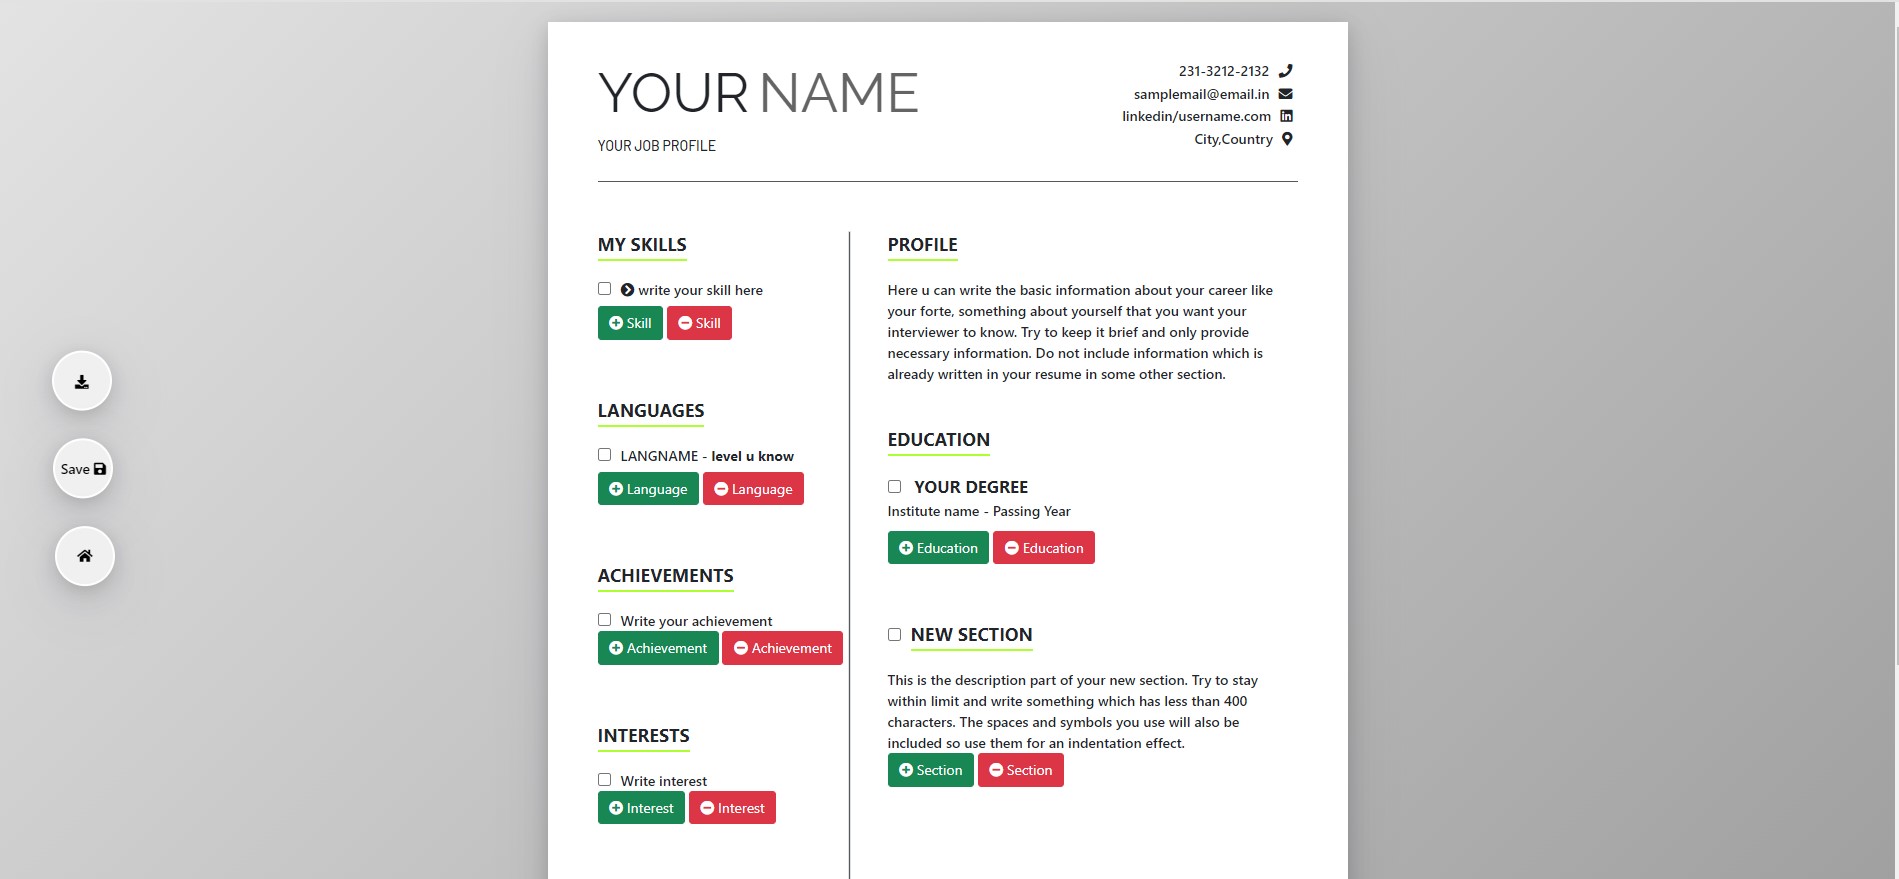 YOUR NAME
YOUR JOB PROFILE
231-3212-2132
samplemail@email.in
linkedin/username.com
City,Country
Save
MY SKILLS
write your skill here
Skill Skill
LANGUAGES
LANGNAME - level u know
Language Language
ACHIEVEMENTS
Write your achievement
Achievement Achievement
INTERESTS
Write interest
Interest Interest
PROFILE
Here u can write the basic information about your career like
your forte, something about yourself that you want your
interviewer to know. Try to keep it brief and only provide
necessary information. Do not include information which is
already written in your resume in some other section.
EDUCATION
YOUR DEGREE
Institute name - Passing Year
Education Education
NEW SECTION
This is the description part of your new section. Try to stay
within limit and write something which has less than 400
characters. The spaces and symbols you use will also be
included so use them for an indentation effect.
Section Section